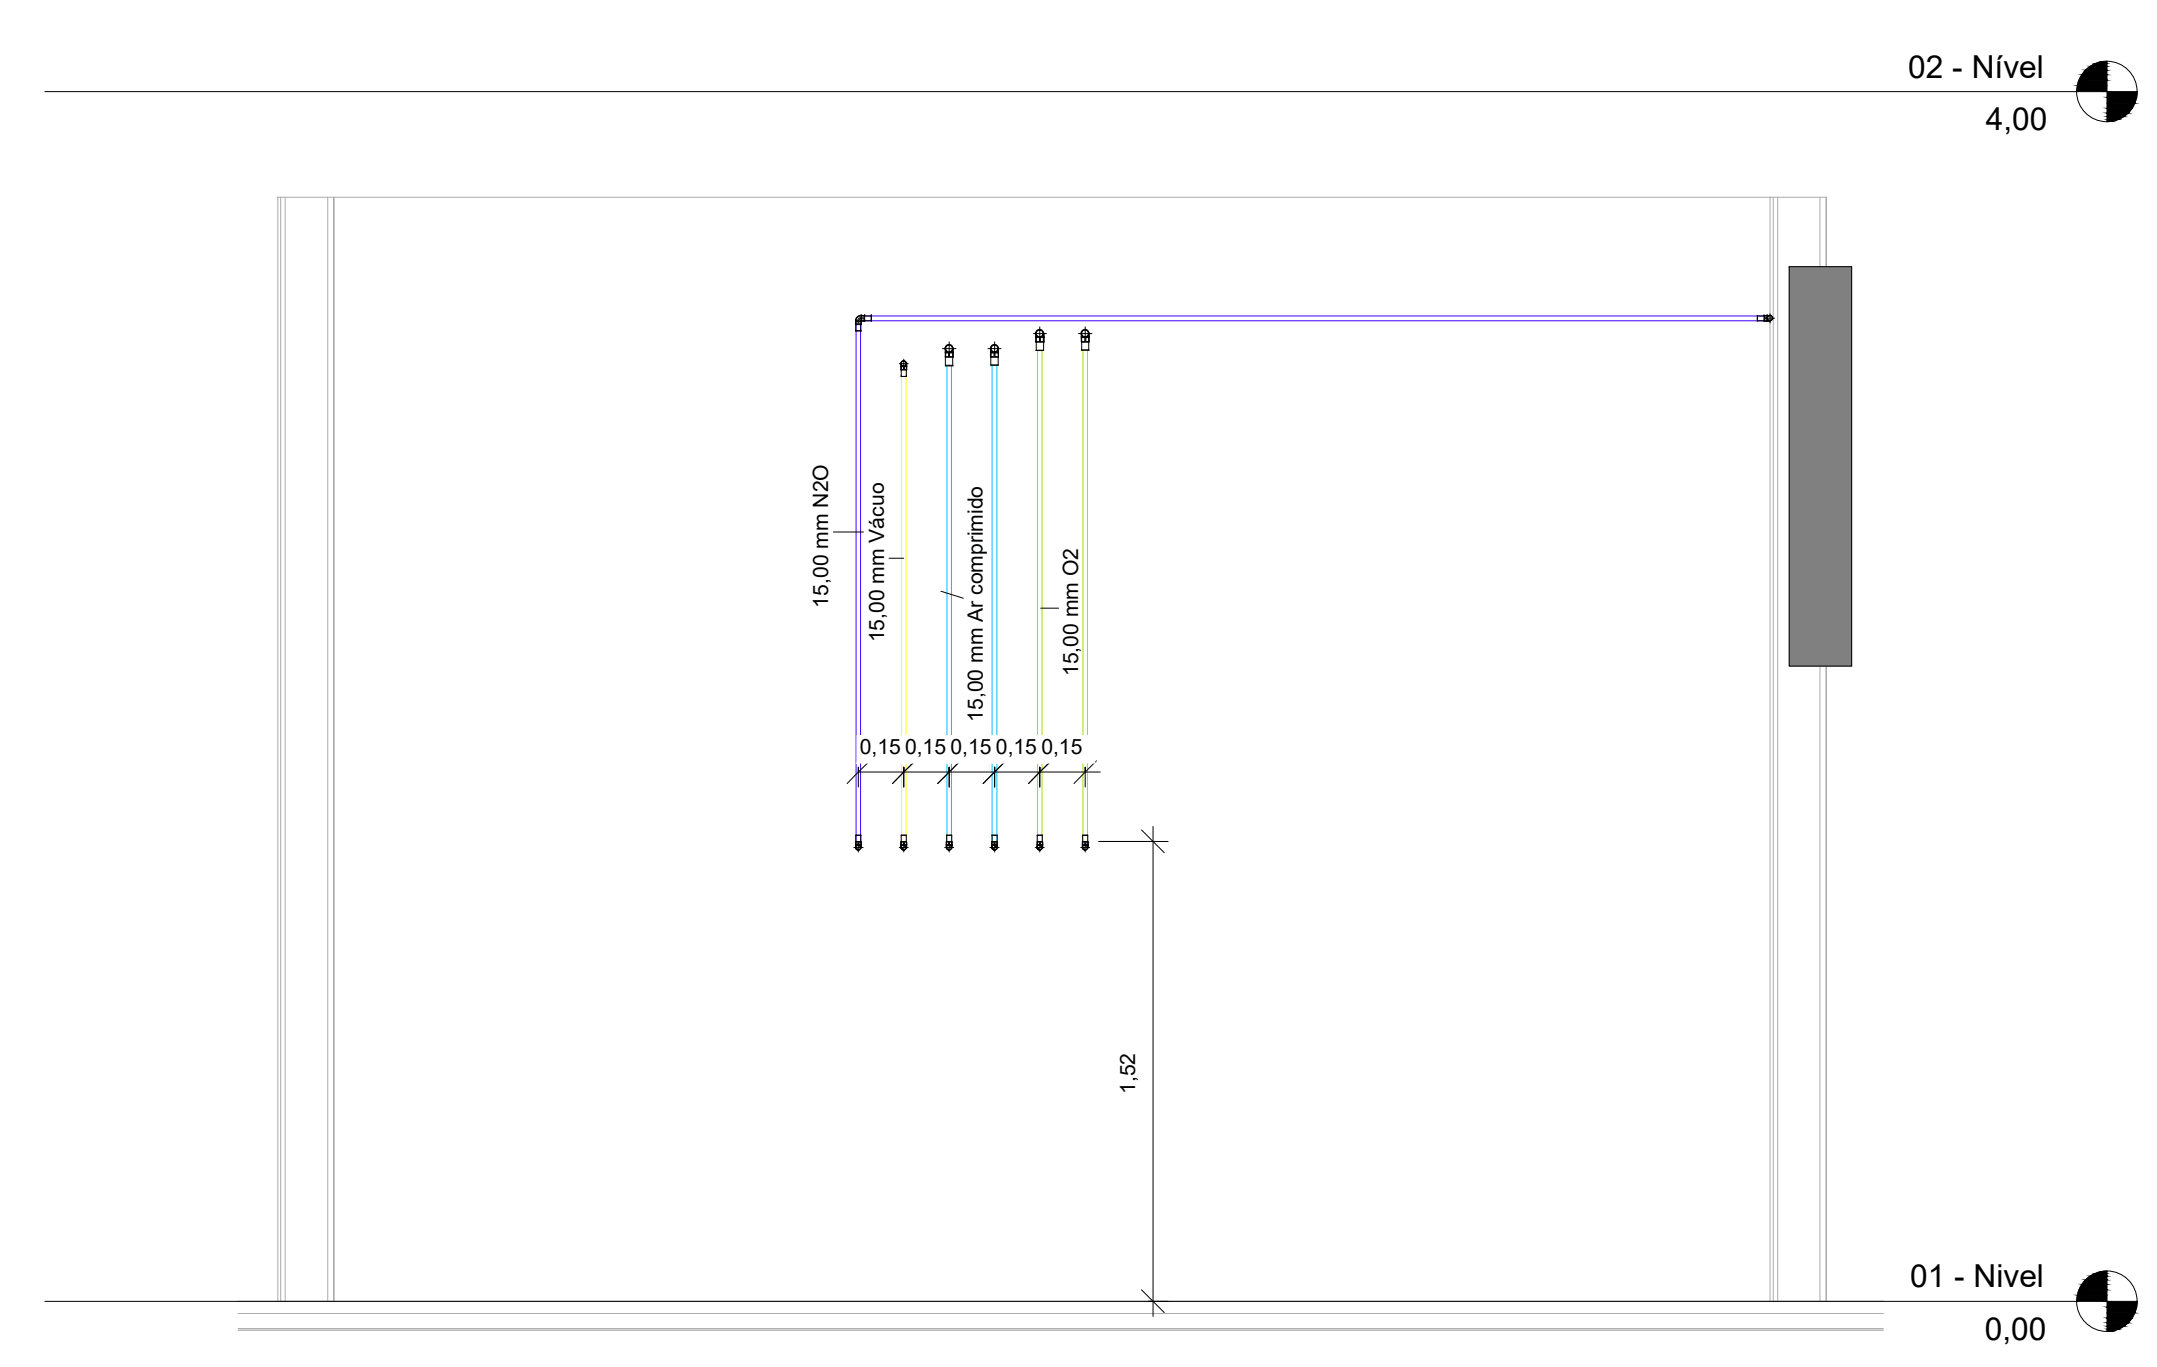 02 - Nível
4,00
15,00 mm N2O
15,00 mm Vácuo
15,00 mm Ar comprimido
15,00 mm O2
0,15 0,15 0,15 0,15 0,15
1,52
01 - Nivel
0,00